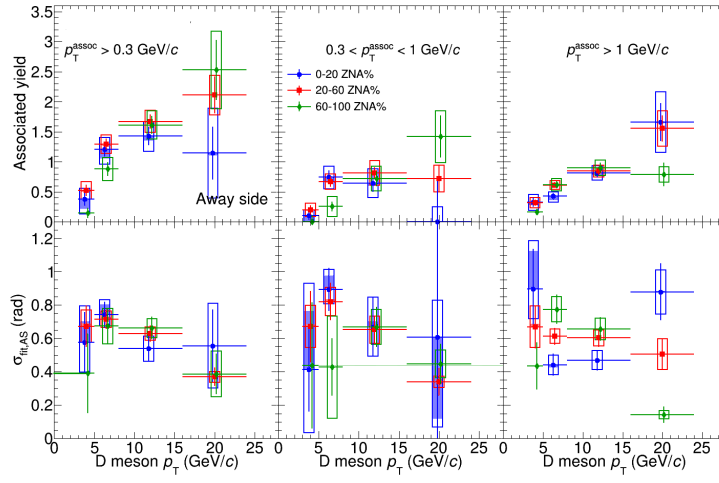 3.5
3
2.5
2
1.5
1
0.5
0
Associated yield
p_T^assoc > 0.3 GeV/c
Away side
0.3 < p_T^assoc < 1 GeV/c
0-20 ZNA%
20-60 ZNA%
60-100 ZNA%
p_T^assoc > 1 GeV/c
1.2
1
0.8
0.6
0.4
0.2
0
σ_fit,AS (rad)
0 5 10 15 20 25
D meson p_T (GeV/c)
5 10 15 20 25
D meson p_T (GeV/c)
5 10 15 20 25
D meson p_T (GeV/c)